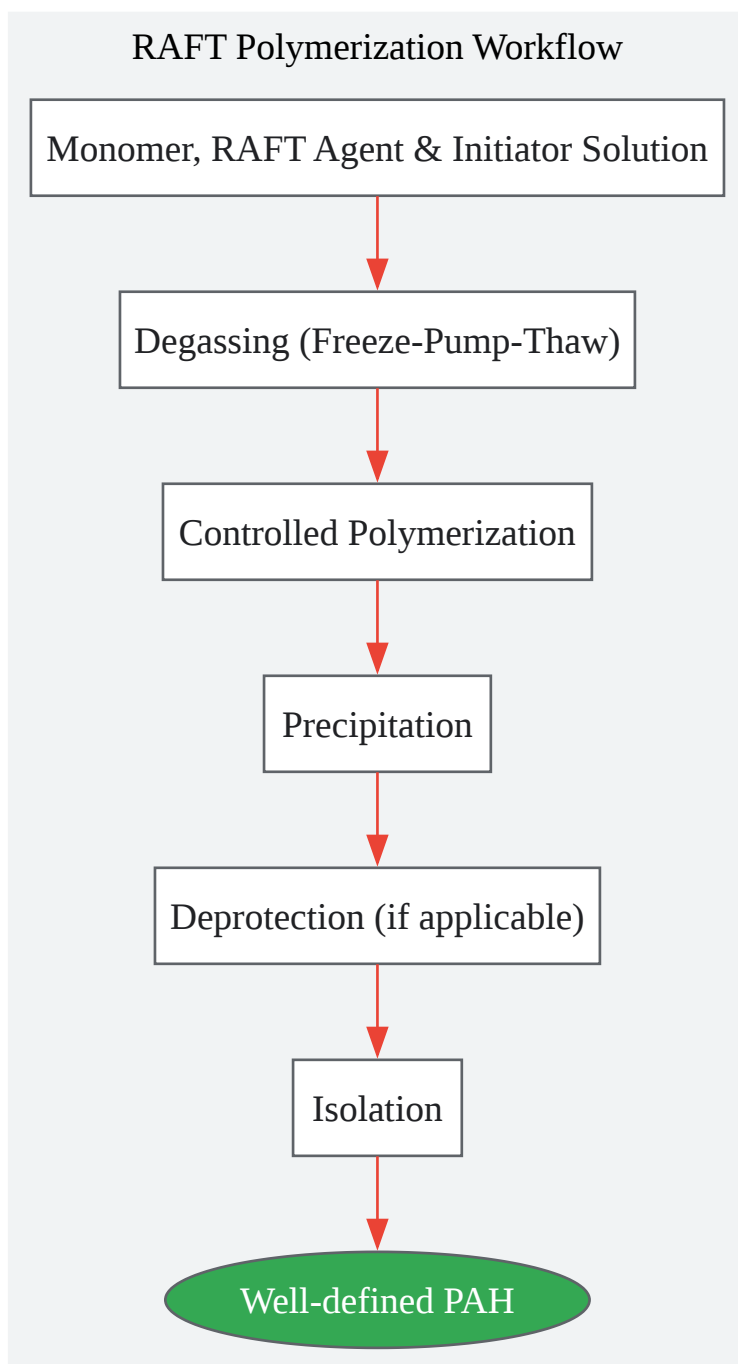 RAFT Polymerization Workflow
Monomer, RAFT Agent & Initiator Solution
Degassing (Freeze-Pump-Thaw)
Controlled Polymerization
Precipitation
Deprotection (if applicable)
Isolation
Well-defined PAH